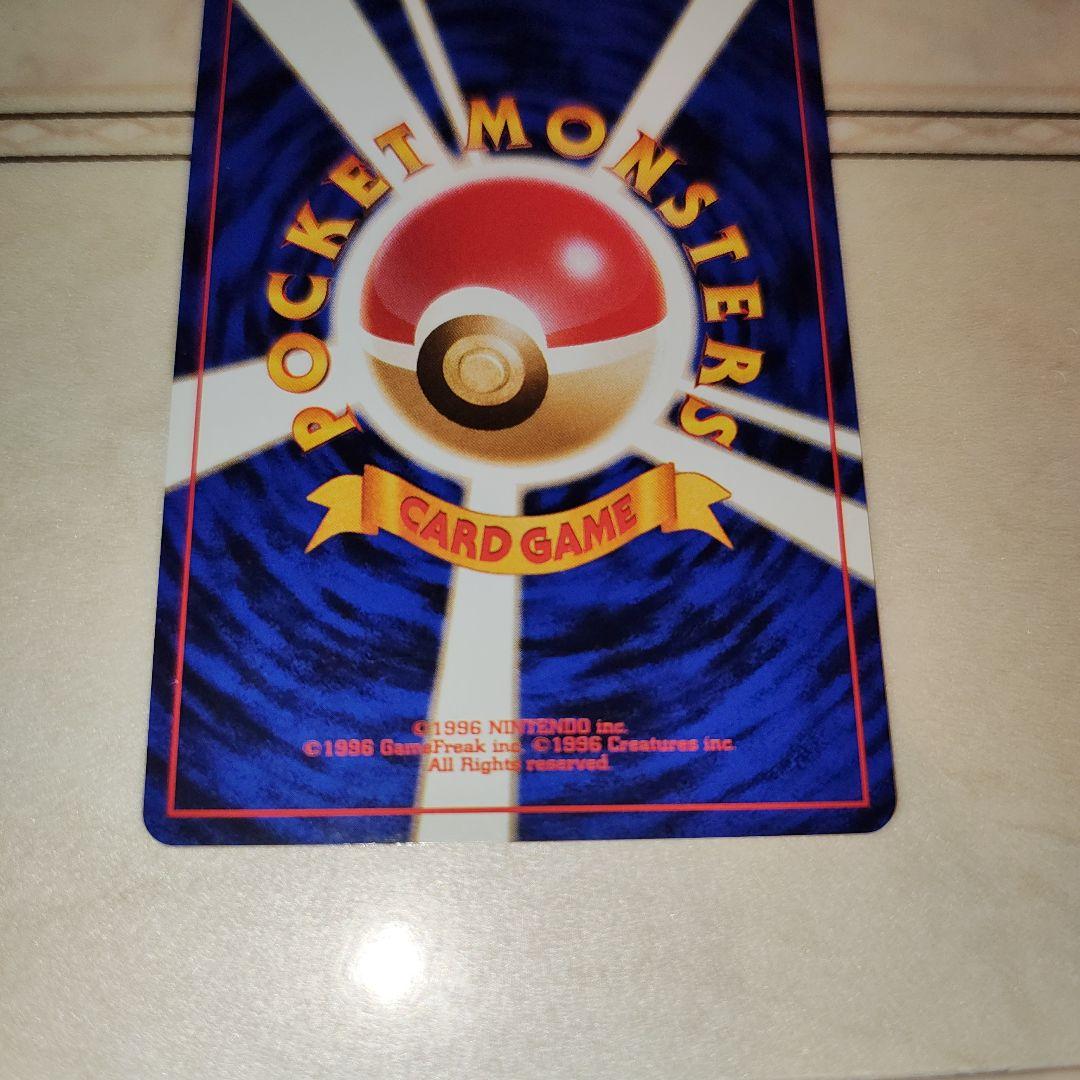 POCKET MONSTERS
CARD GAME
©1996 NINTENDO inc.
©1996 GameFreak inc. ©1996 Creatures inc.
All Rights reserved.